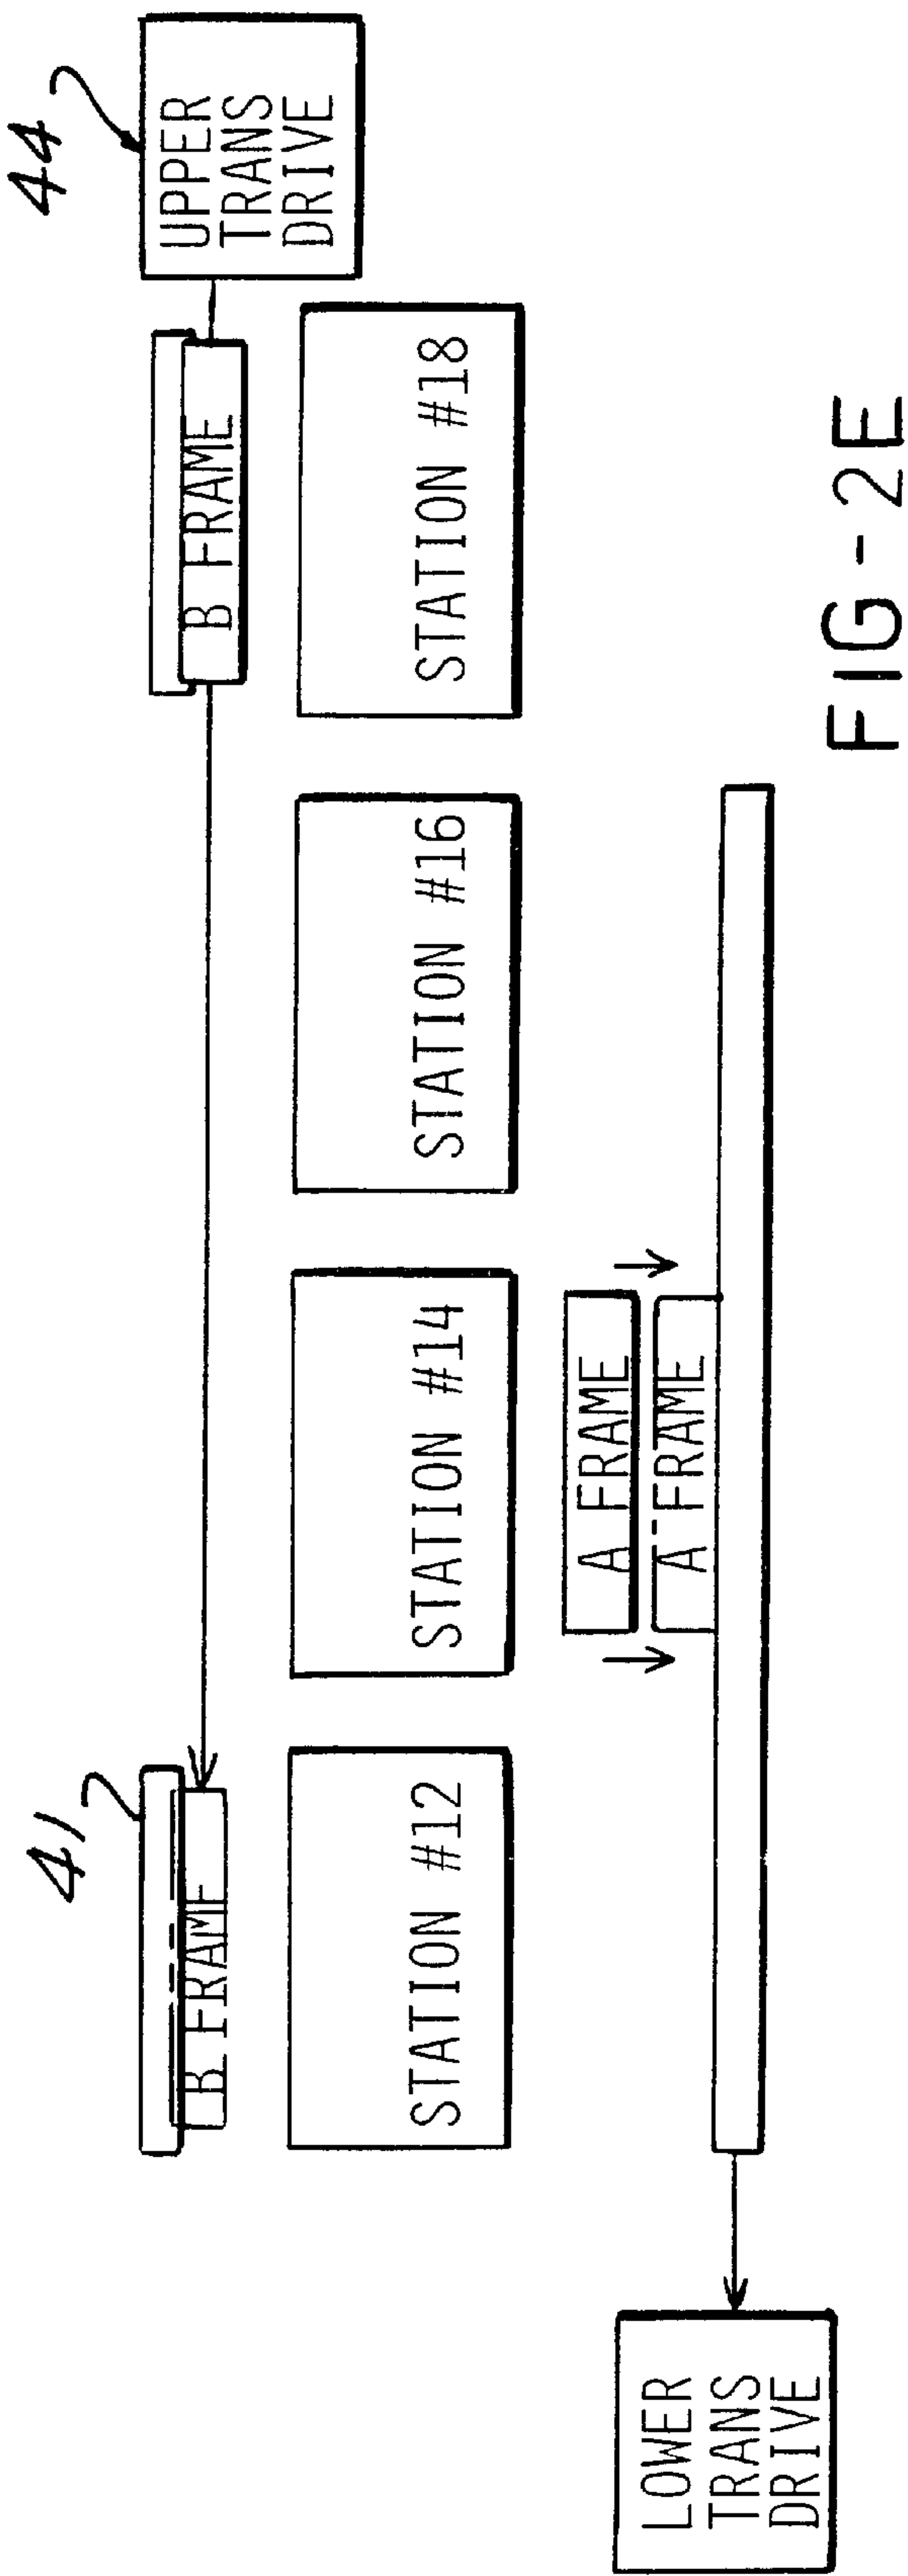 41
44
UPPER
TRANS
DRIVE
B FRAME
B FRAME
STATION #12
STATION #14
STATION #16
STATION #18
A FRAME
A FRAME
LOWER
TRANS
DRIVE
FIG-2E